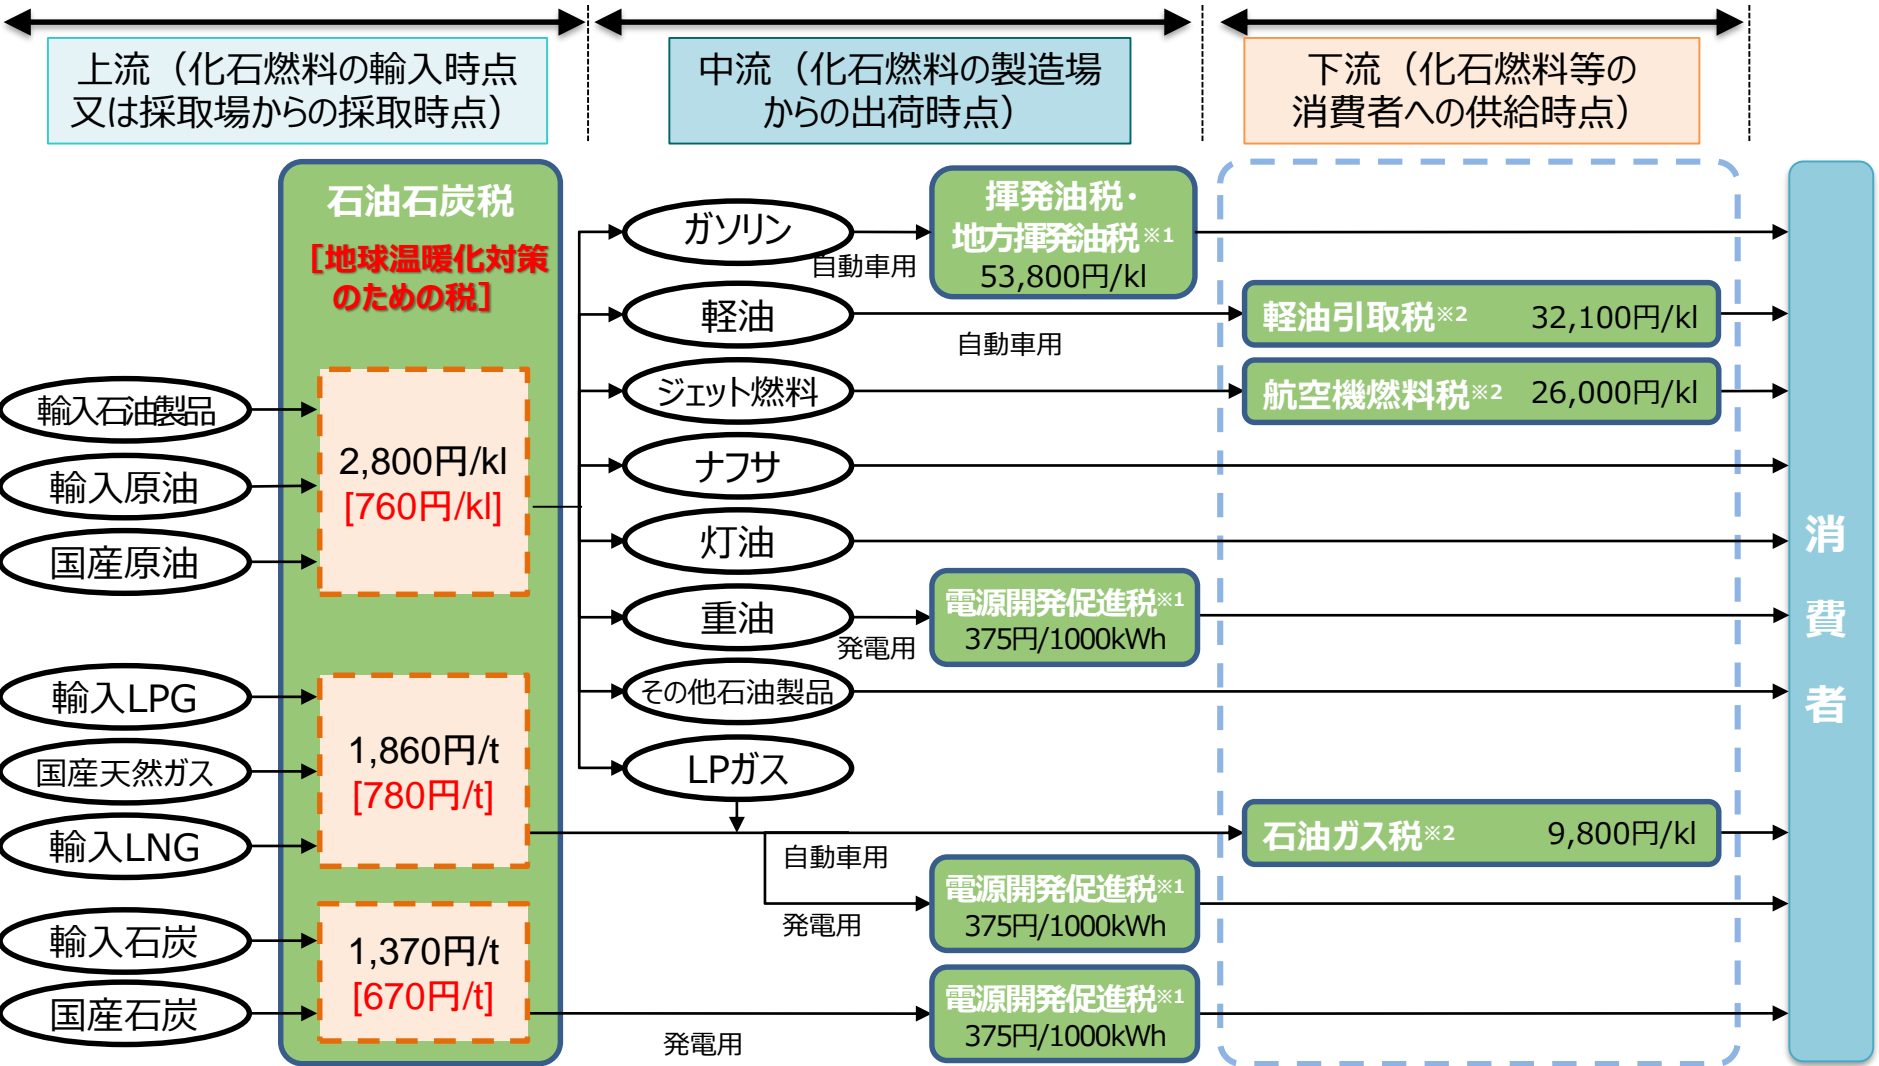 上流（化石燃料の輸入時点
又は採取場からの採取時点）
中流（化石燃料の製造場
からの出荷時点）
下流（化石燃料等の
消費者への供給時点）
石油石炭税
［地球温暖化対策
のための税］
輸入石油製品
輸入原油
国産原油
2,800円/kl
[760円/kl]
輸入LPG
国産天然ガス
輸入LNG
1,860円/t
[780円/t]
輸入石炭
国産石炭
1,370円/t
[670円/t]
ガソリン
自動車用
揮発油税・
地方揮発油税※1
53,800円/kl
軽油
自動車用
軽油引取税※2 32,100円/kl
ジェット燃料
航空機燃料税※2 26,000円/kl
ナフサ
灯油
重油
発電用
電源開発促進税※1
375円/1000kWh
その他石油製品
LPガス
自動車用
石油ガス税※2 9,800円/kl
発電用
電源開発促進税※1
375円/1000kWh
発電用
電源開発促進税※1
375円/1000kWh
消
費
者